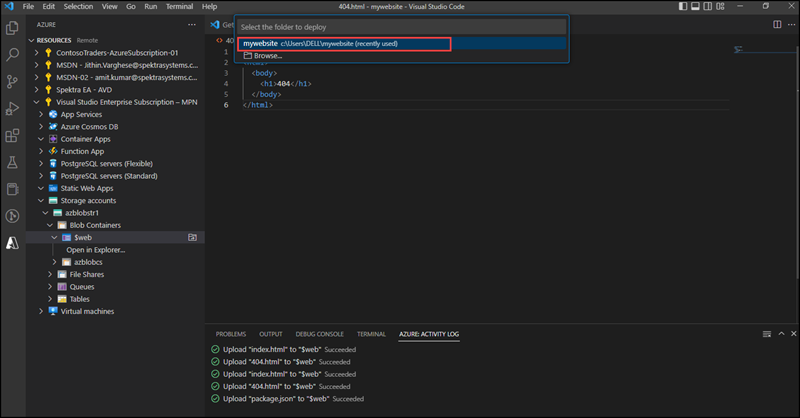 File Edit Selection View Go Run Terminal Help
404.html - mywebsite - Visual Studio Code
AZURE
Select the folder to deploy
mywebsite c:\Users\DELL\mywebsite (recently used)
Browse...
RESOURCES Remote
ContosoTraders-AzureSubscription-01
MSDN - Jithin.Varghese@spektrasystems.c...
MSDN-02 - amit.kumar@spektrasystems.c...
Spektra EA - AVD
Visual Studio Enterprise Subscription – MPN
App Services
Azure Cosmos DB
Container Apps
Function App
PostgreSQL servers (Flexible)
PostgreSQL servers (Standard)
Static Web Apps
Storage accounts
azblobstr1
Blob Containers
$web
Open in Explorer...
azblobcs
File Shares
Queues
Tables
Virtual machines
Get
40
<html>
3 <body>
4 <h1>404</h1>
5 </body>
6 </html>
PROBLEMS OUTPUT DEBUG CONSOLE TERMINAL AZURE: ACTIVITY LOG
Upload "index.html" to "$web" Succeeded
Upload "404.html" to "$web" Succeeded
Upload "index.html" to "$web" Succeeded
Upload "404.html" to "$web" Succeeded
Upload "package.json" to "$web" Succeeded